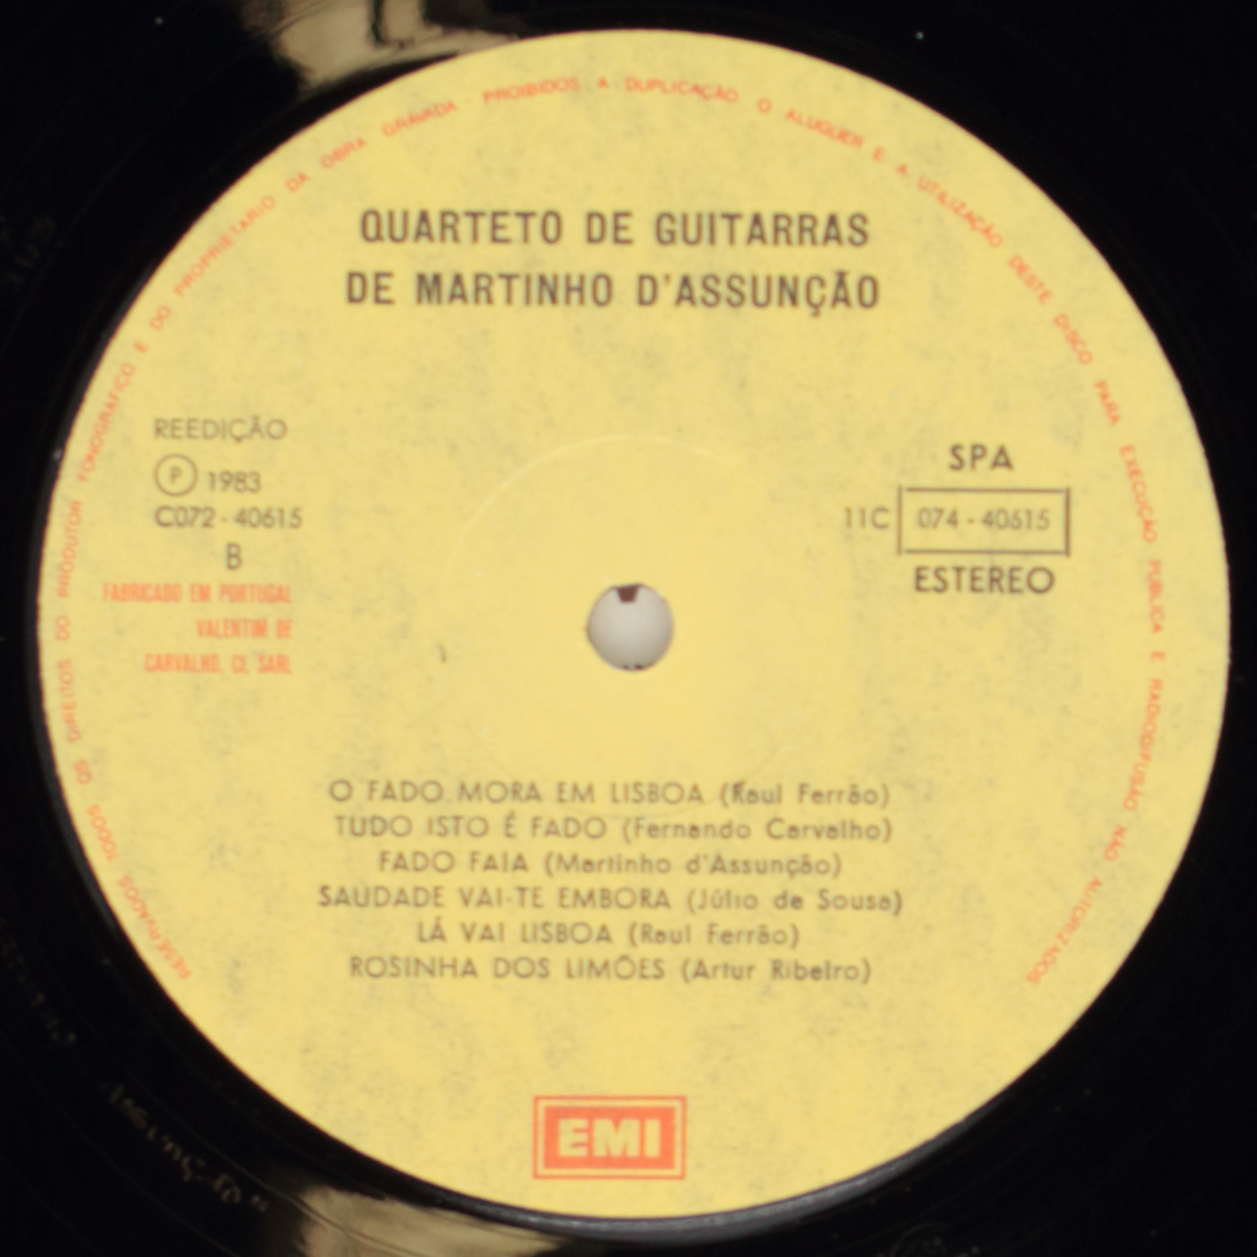 RESERVADOS TODOS OS DIREITOS DO PRODUTOR FONOGRAFICO E DO PROPRIETARIO DA OBRA GRAVADA - PROIBIDOS A DUPLICAÇÃO O ALUGUER E A UTILIZAÇÃO DESTE DISCO PARA EXECUÇÃO PUBLICA E RADIODIFUSÃO NÃO AUTORIZADOS
QUARTETO DE GUITARRAS
DE MARTINHO D'ASSUNÇÃO
REEDIÇÃO
Ⓟ 1983
C072 - 40615
B
FABRICADO EM PORTUGAL
VALENTIM DE
CARVALHO, CI, SARL
SPA
11C 074 - 40615
ESTEREO
O FADO MORA EM LISBOA (Raul Ferrão)
TUDO ISTO É FADO (Fernando Carvalho)
FADO FAIA (Martinho d'Assunção)
SAUDADE VAI-TE EMBORA (Júlio de Sousa)
LÁ VAI LISBOA (Raul Ferrão)
ROSINHA DOS LIMÕES (Artur Ribeiro)
EMI